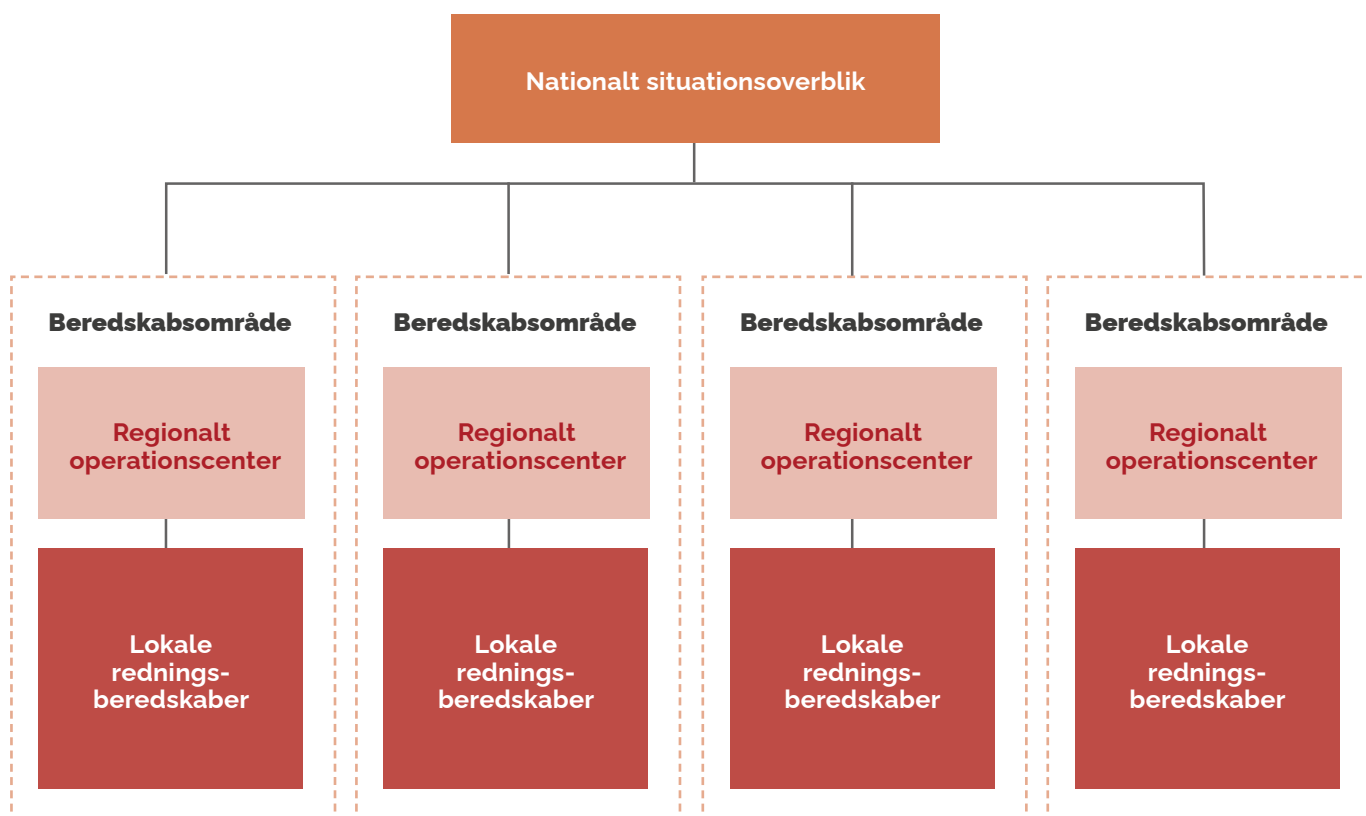 Nationalt situationsoverblik
Beredskabsområde
Regionalt
operationscenter
Lokale
rednings-
beredskaber
Beredskabsområde
Regionalt
operationscenter
Lokale
rednings-
beredskaber
Beredskabsområde
Regionalt
operationscenter
Lokale
rednings-
beredskaber
Beredskabsområde
Regionalt
operationscenter
Lokale
rednings-
beredskaber